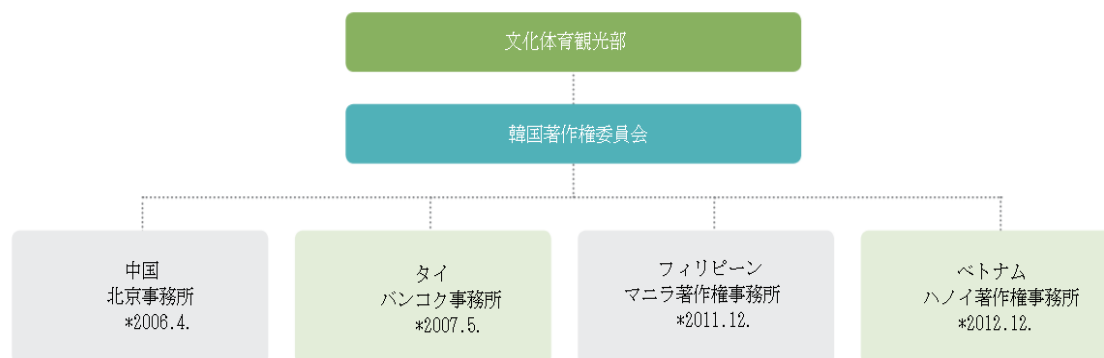 文化体育観光部
韓国著作権委員会
中国
北京事務所
*2006.4.
タイ
バンコク事務所
*2007.5.
フィリピーン
マニラ著作権事務所
*2011.12.
ベトナム
ハノイ著作権事務所
*2012.12.